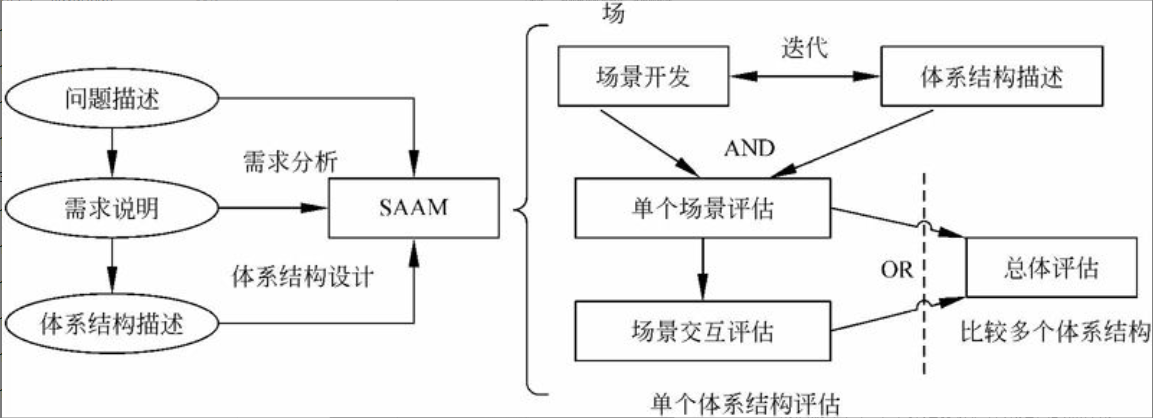 场
问题描述
需求分析
需求说明
SAAM
体系结构设计
体系结构描述
场景开发
迭代
体系结构描述
AND
单个场景评估
OR
总体评估
场景交互评估
比较多个体系结构
单个体系结构评估